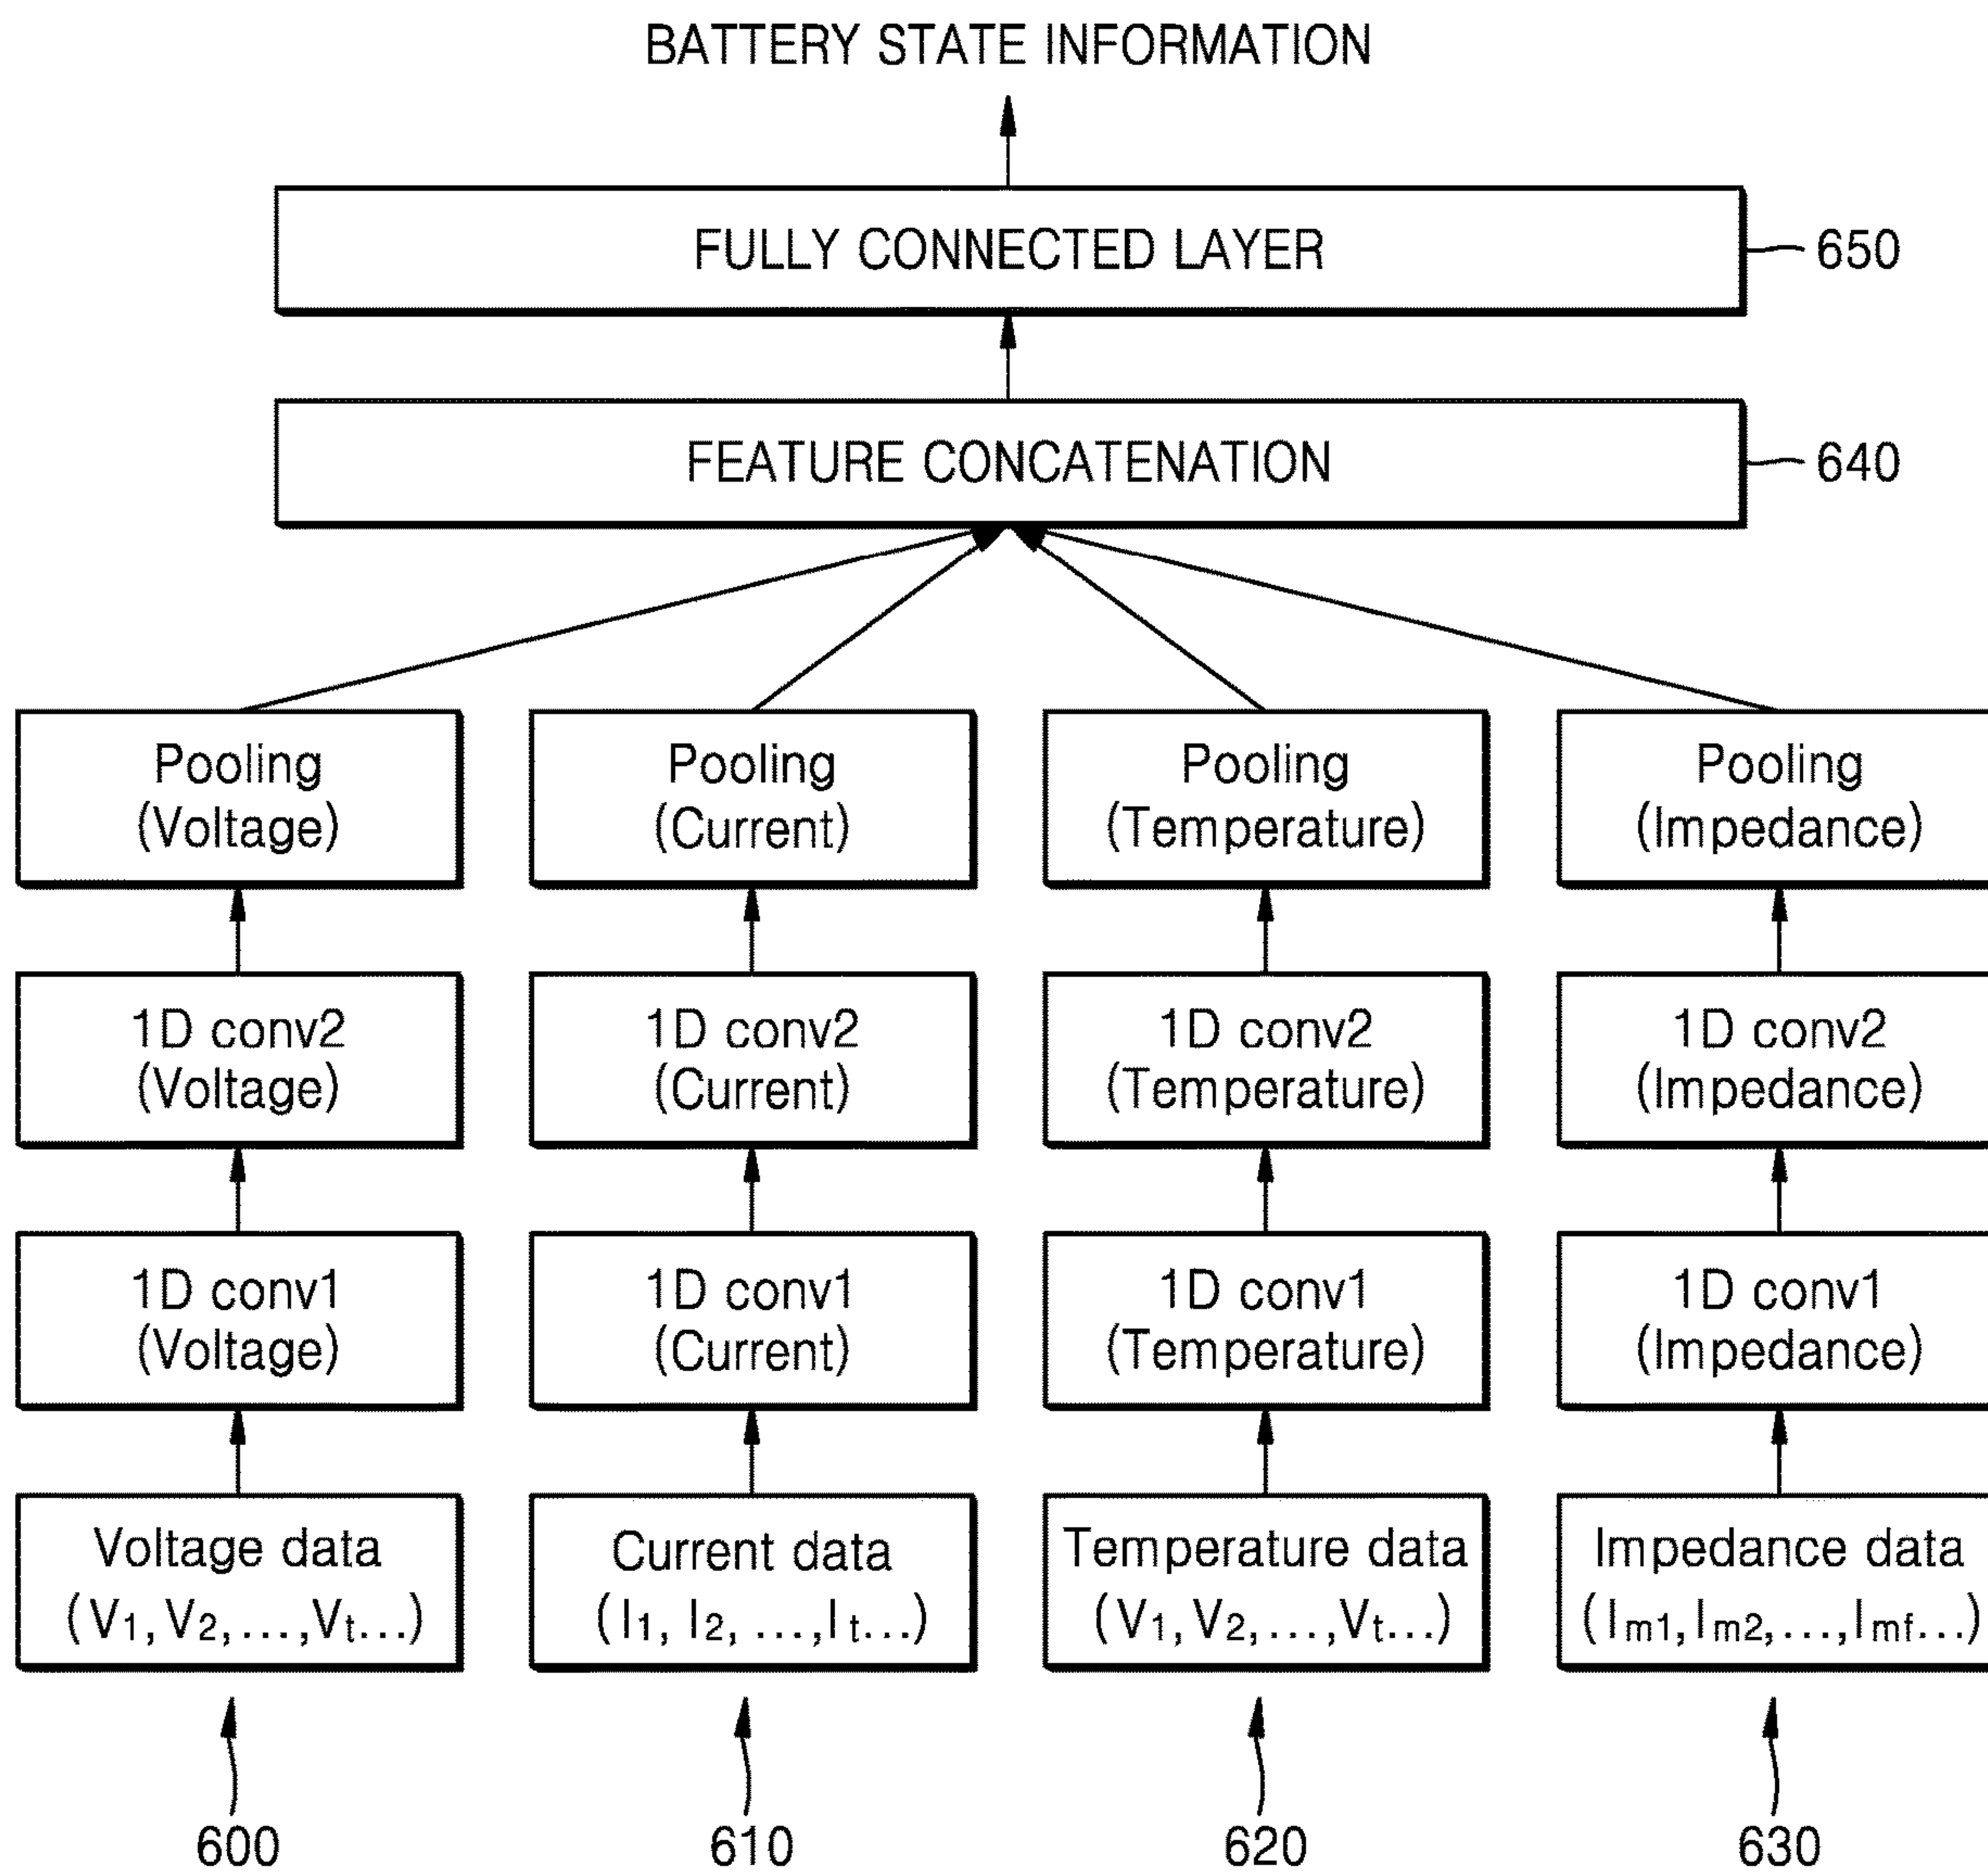 BATTERY STATE INFORMATION
FULLY CONNECTED LAYER
650
FEATURE CONCATENATION
640
Pooling
(Voltage)
Pooling
(Current)
Pooling
(Temperature)
Pooling
(Impedance)
1D conv2
(Voltage)
1D conv2
(Current)
1D conv2
(Temperature)
1D conv2
(Impedance)
1D conv1
(Voltage)
1D conv1
(Current)
1D conv1
(Temperature)
1D conv1
(Impedance)
Voltage data
(V1, V2,...,Vt...)
Current data
(I1, I2, ...,It...)
Temperature data
(V1, V2,...,Vt...)
Impedance data
(Im1,Im2,...,Imf...)
600
610
620
630